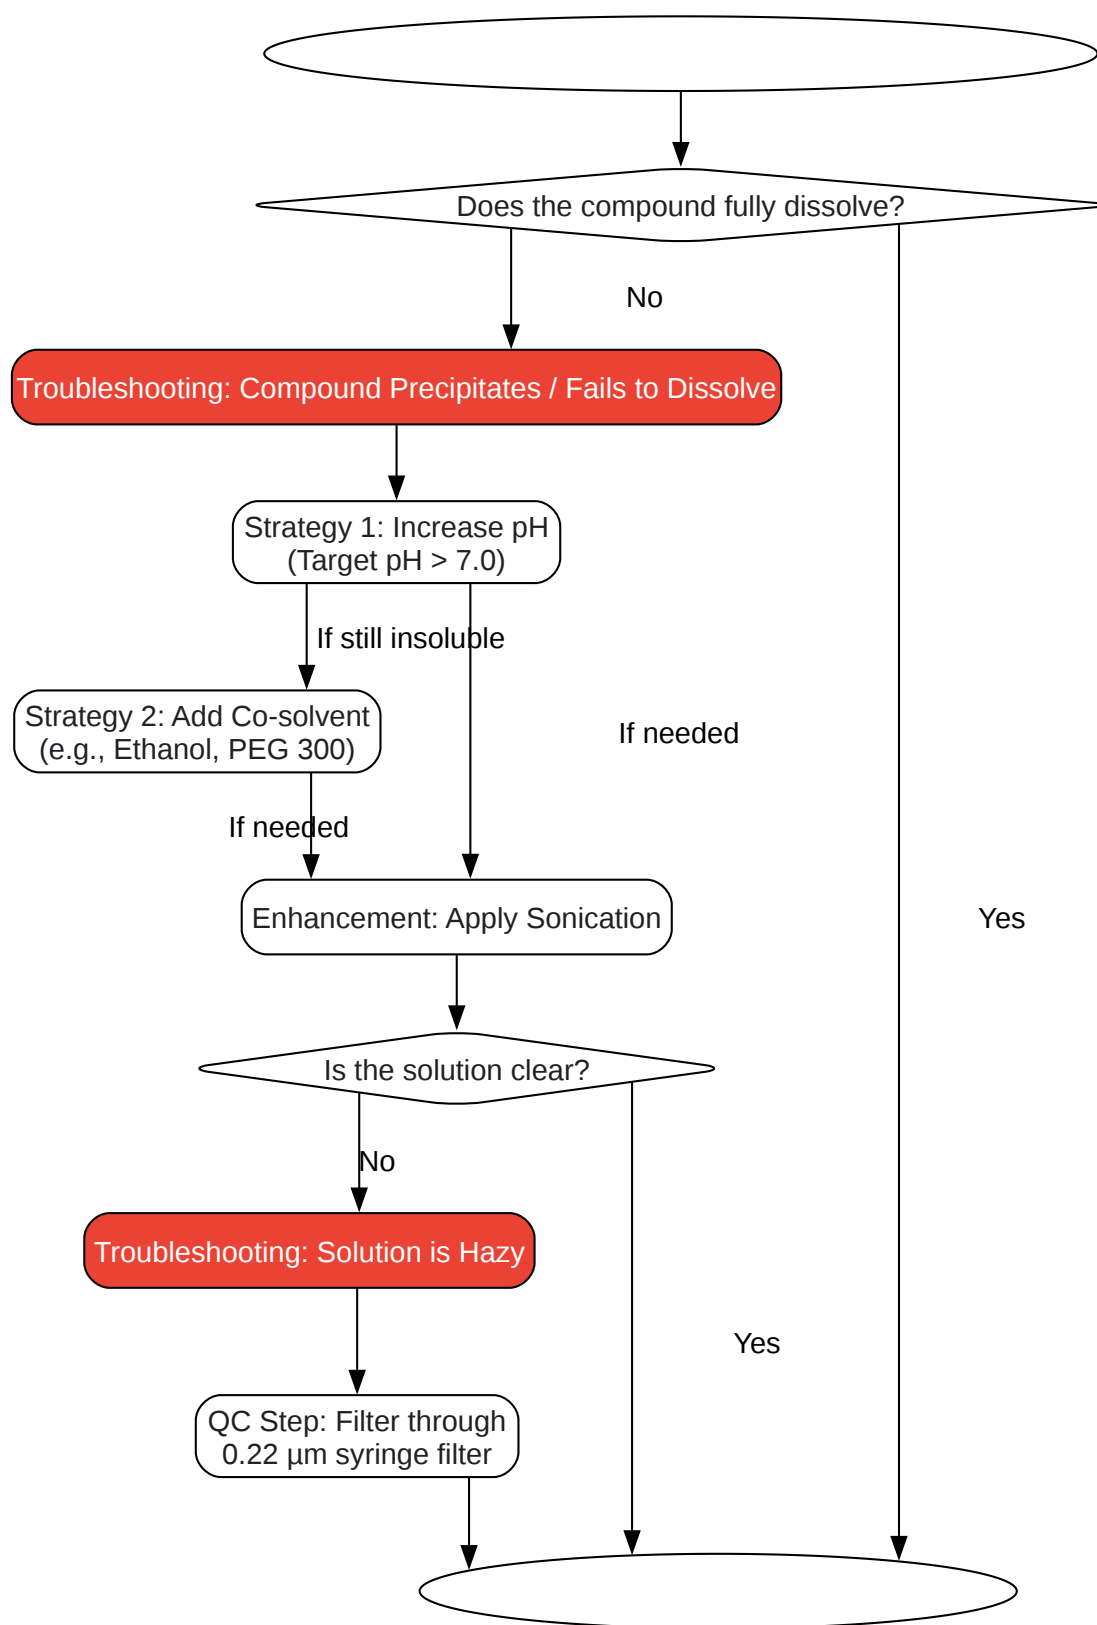 Does the compound fully dissolve?
No
Troubleshooting: Compound Precipitates / Fails to Dissolve
Strategy 1: Increase pH
(Target pH > 7.0)
If still insoluble
Strategy 2: Add Co-solvent
(e.g., Ethanol, PEG 300)
If needed
If needed
Enhancement: Apply Sonication
Yes
Is the solution clear?
No
Troubleshooting: Solution is Hazy
Yes
QC Step: Filter through
0.22 µm syringe filter